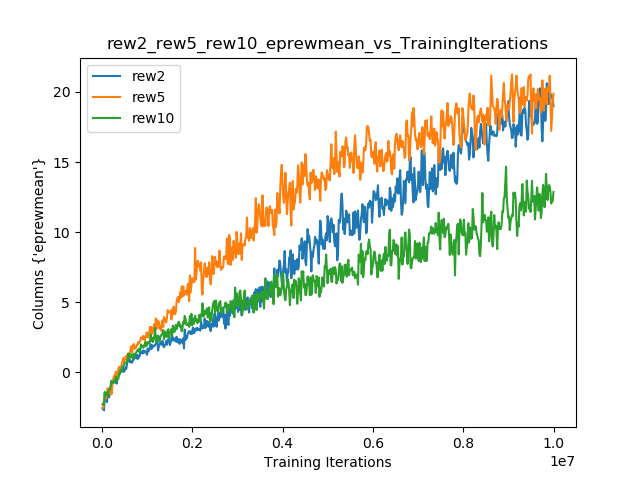 rew2_rew5_rew10_eprewmean_vs_TrainingIterations
rew2
rew5
rew10
Columns {'eprewmean'}
20
15
10
5
0
0.0 0.2 0.4 0.6 0.8 1.0
1e7
Training Iterations